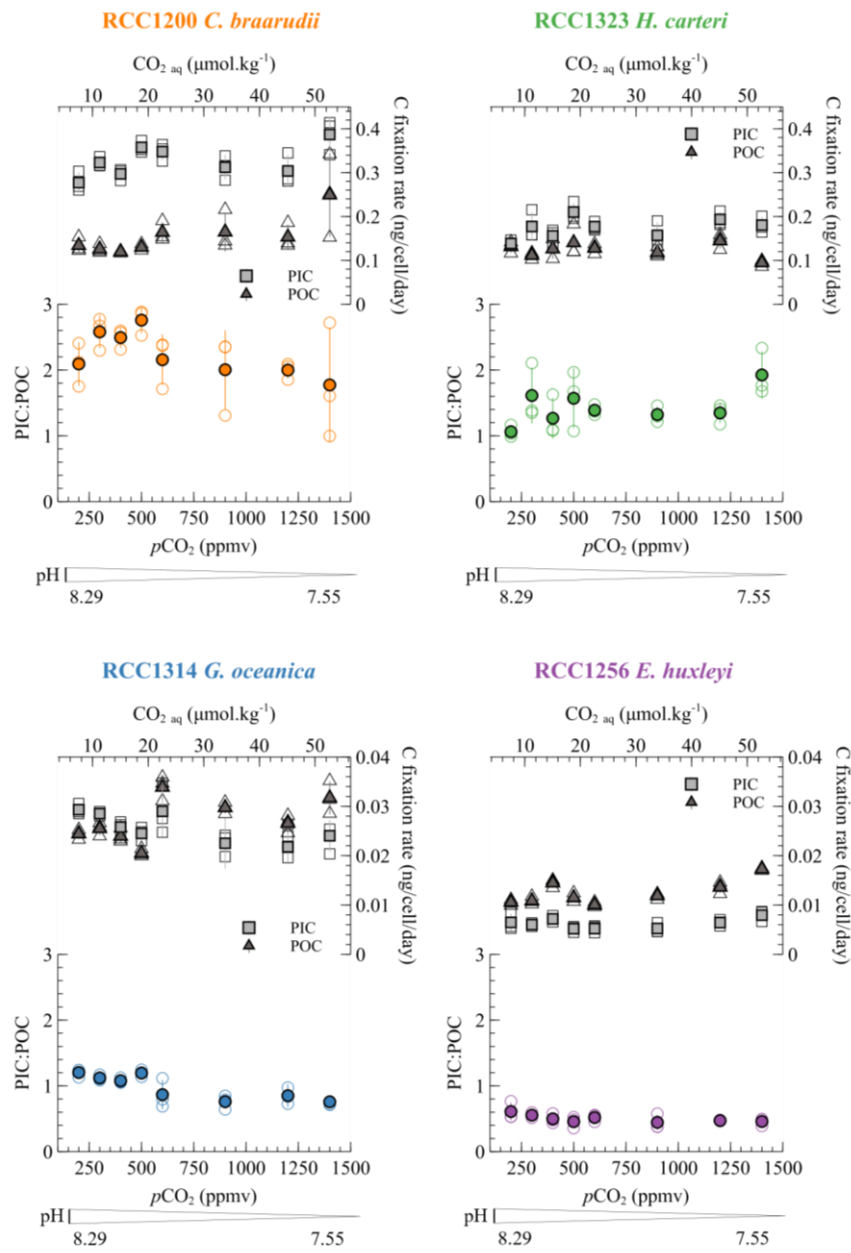 RCC1200 C. braarudii
CO2 aq (μmol.kg-1)
10 20 30 40 50
C fixation rate (ng/cell/day)
0.4
0.3
0.2
0.1
0
PIC
POC
PIC:POC
3
2
1
0
250 500 750 1000 1250 1500
pCO2 (ppmv)
pH
8.29 7.55
RCC1323 H. carteri
CO2 aq (μmol.kg-1)
10 20 30 40 50
C fixation rate (ng/cell/day)
0.4
0.3
0.2
0.1
0
PIC
POC
PIC:POC
3
2
1
0
250 500 750 1000 1250 1500
pCO2 (ppmv)
pH
8.29 7.55
RCC1314 G. oceanica
CO2 aq (μmol.kg-1)
10 20 30 40 50
C fixation rate (ng/cell/day)
0.04
0.03
0.02
0.01
0
PIC
POC
PIC:POC
3
2
1
0
250 500 750 1000 1250 1500
pCO2 (ppmv)
pH
8.29 7.55
RCC1256 E. huxleyi
CO2 aq (μmol.kg-1)
10 20 30 40 50
C fixation rate (ng/cell/day)
0.04
0.03
0.02
0.01
0
PIC
POC
PIC:POC
3
2
1
0
250 500 750 1000 1250 1500
pCO2 (ppmv)
pH
8.29 7.55